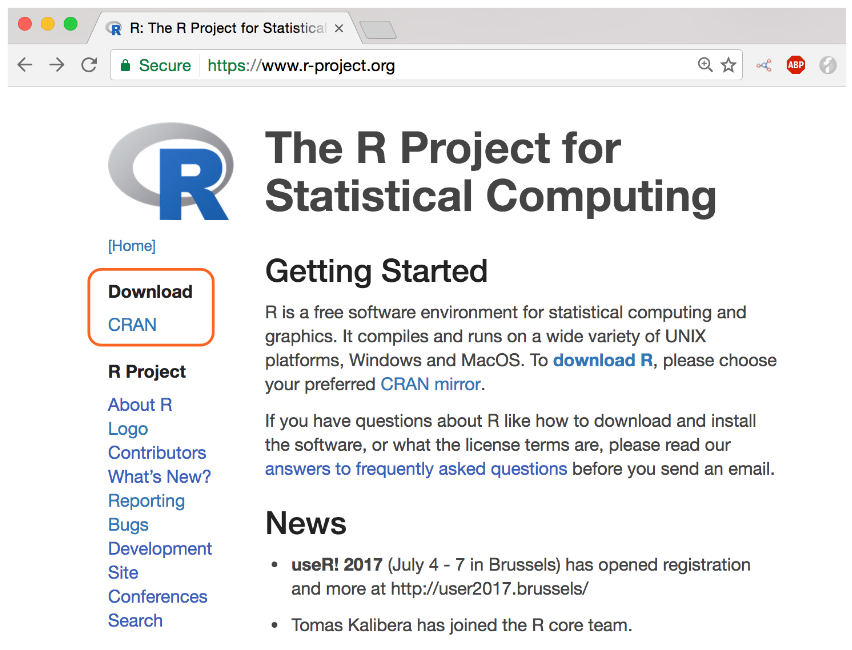 R: The R Project for Statistical
Secure https://www.r-project.org
ABP
R
The R Project for
Statistical Computing
[Home]
Download
CRAN
R Project
About R
Logo
Contributors
What's New?
Reporting
Bugs
Development
Site
Conferences
Search
Getting Started
R is a free software environment for statistical computing and
graphics. It compiles and runs on a wide variety of UNIX
platforms, Windows and MacOS. To download R, please choose
your preferred CRAN mirror.
If you have questions about R like how to download and install
the software, or what the license terms are, please read our
answers to frequently asked questions before you send an email.
News
• useR! 2017 (July 4 - 7 in Brussels) has opened registration
and more at http://user2017.brussels/
• Tomas Kalibera has joined the R core team.